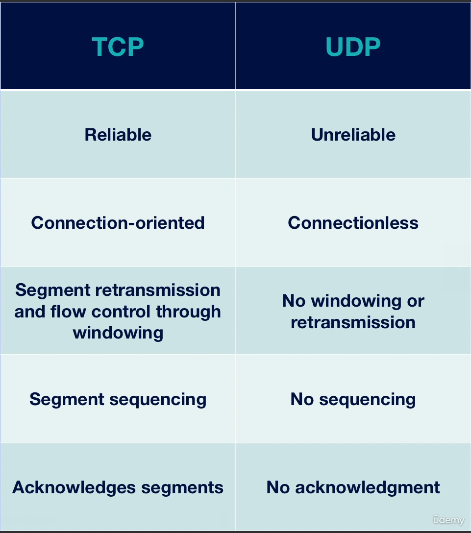 TCP
UDP
Reliable
Unreliable
Connection-oriented
Connectionless
Segment retransmission
and flow control through
windowing
No windowing or
retransmission
Segment sequencing
No sequencing
Acknowledges segments
No acknowledgment
Udemy